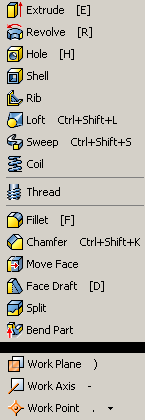 Extrude [E]
Revolve [R]
Hole [H]
Shell
Rib
Loft Ctrl+Shift+L
Sweep Ctrl+Shift+S
Coil
Thread
Fillet [F]
Chamfer Ctrl+Shift+K
Move Face
Face Draft [D]
Split
Bend Part
Work Plane )
Work Axis -
Work Point .